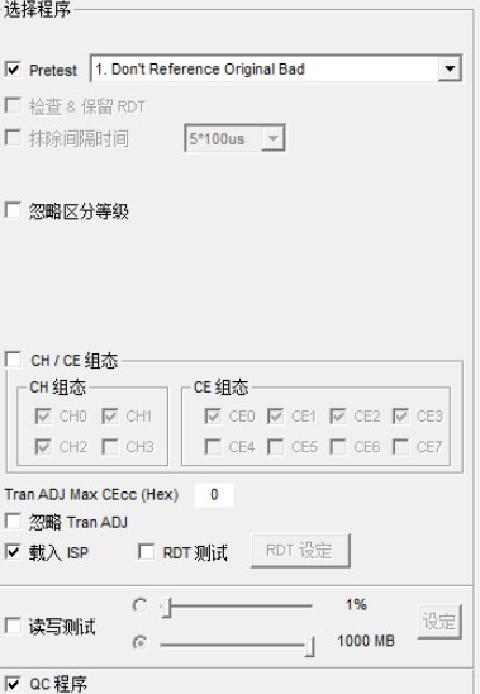 选择程序
Pretest 1. Don't Reference Original Bad
检查 & 保留 RDT
抹除间隔时间 5*100us
忽略区分等级
CH / CE 组态
CH 组态 CE 组态
CH0 CH1 CE0 CE1 CE2 CE3
CH2 CH3 CE4 CE5 CE6 CE7
Tran ADJ Max CEcc (Hex) 0
忽略 Tran ADJ
载入 ISP RDT 测试 RDT 设定
1%
读写测试 设定
1000 MB
QC 程序